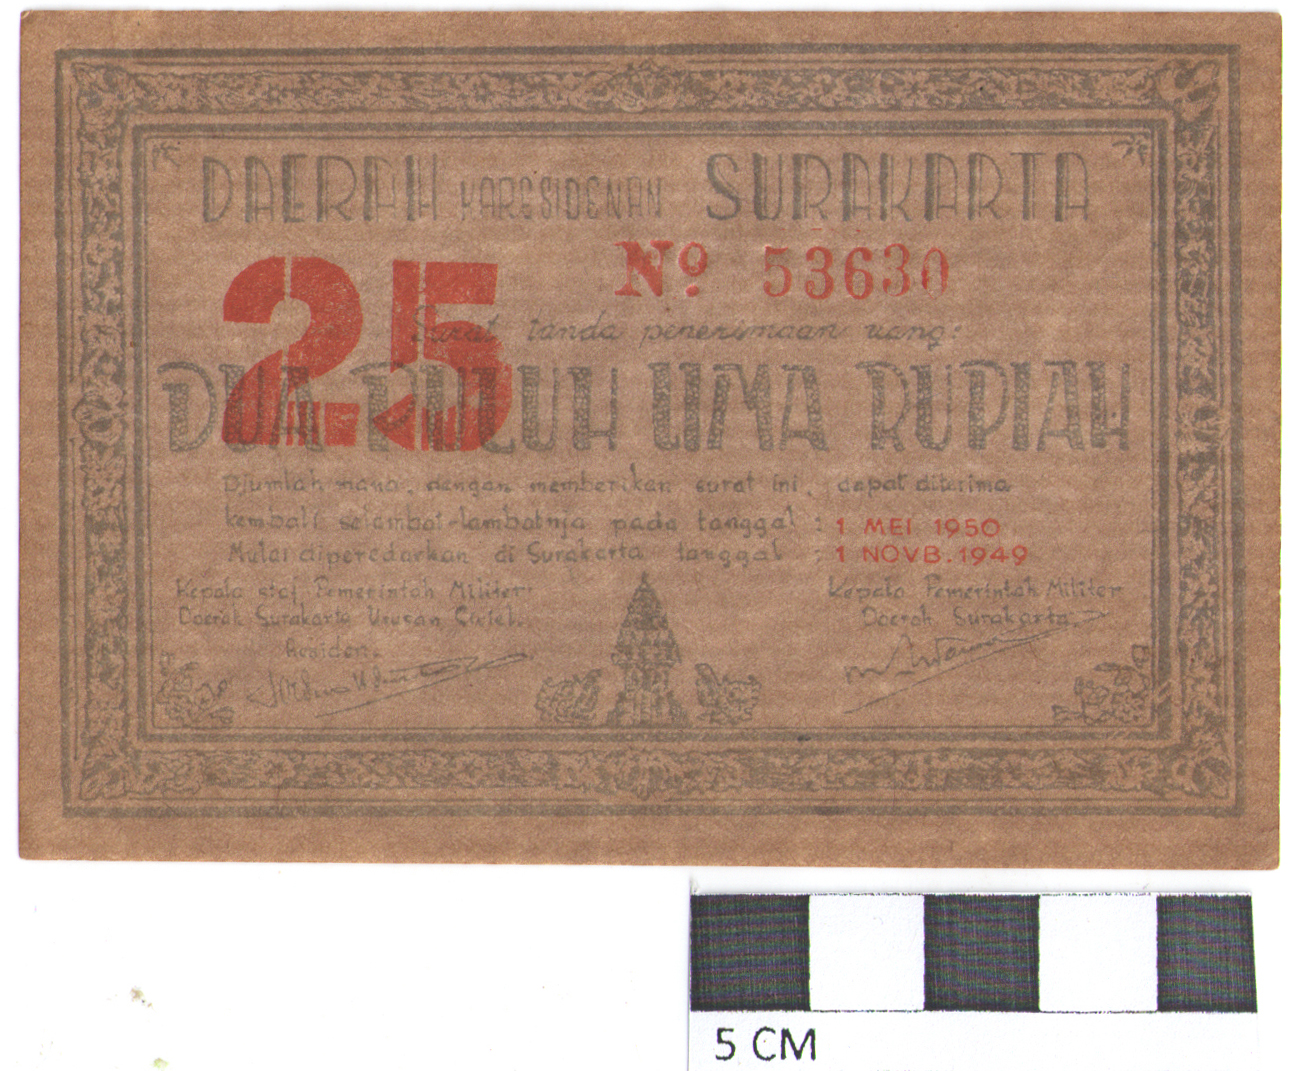 DAERAH KARESIDENAN SURAKARTA
25
Nº 53630
Surat tanda penerimaan uang:
DUA PULUH LIMA RUPIAH
Djumlah mana, dengan memberikan surat ini, dapat diterima
kembali selambat-lambatnja pada tanggal : 1 MEI 1950
Mulai diperedarkan di Surakarta tanggal : 1 NOVB. 1949
Kepala staf Pemerintah Militer
Daerah Surakarta Urusan Civiel.
Residen:
Kepala Pemerintah Militer
Daerah Surakarta.
5 CM